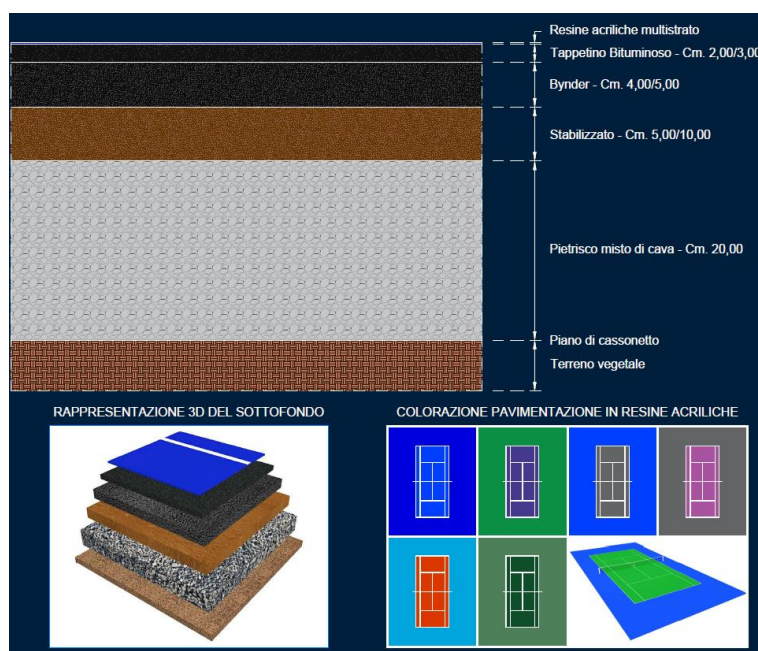 Resine acriliche multistrato
Tappetino Bituminoso - Cm. 2,00/3,00
Bynder - Cm. 4,00/5,00
Stabilizzato - Cm. 5,00/10,00
Pietrisco misto di cava - Cm. 20,00
Piano di cassonetto
Terreno vegetale
RAPPRESENTAZIONE 3D DEL SOTTOFONDO
COLORAZIONE PAVIMENTAZIONE IN RESINE ACRILICHE